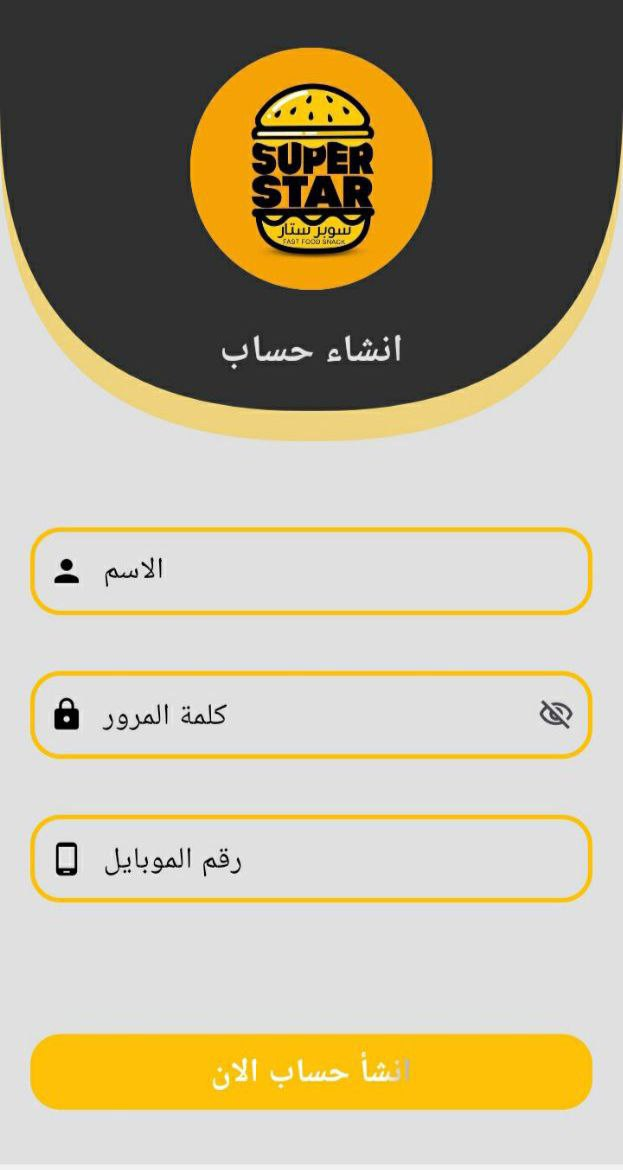 SUPER
STAR
سوبر ستار
FAST FOOD SNACK
انشاء حساب
الاسم
كلمة المرور
رقم الموبايل
انشأ حساب الان